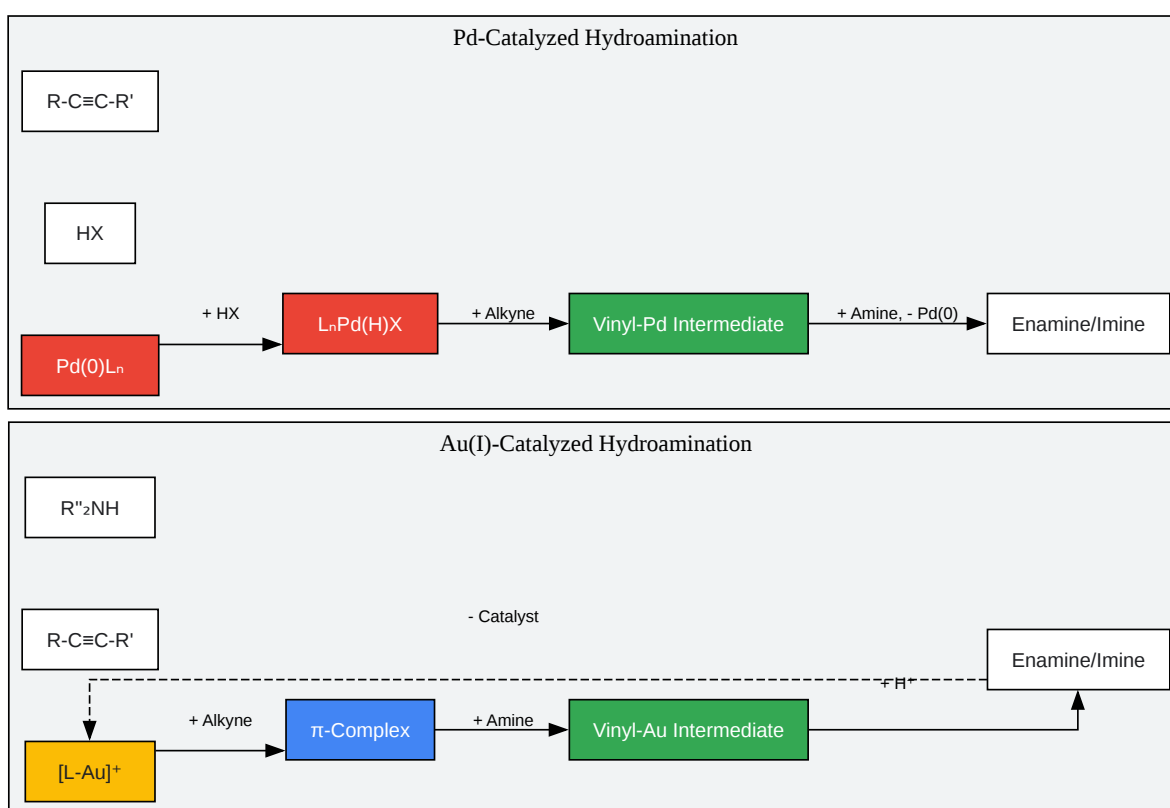 Pd-Catalyzed Hydroamination
R-C≡C-R'
HX
+ HX
LₙPd(H)X
+ Alkyne
Vinyl-Pd Intermediate
+ Amine, - Pd(0)
Enamine/Imine
Pd(0)Lₙ
Au(I)-Catalyzed Hydroamination
R"₂NH
R-C≡C-R'
- Catalyst
Enamine/Imine
+ H⁺
+ Alkyne
π-Complex
+ Amine
Vinyl-Au Intermediate
[L-Au]⁺